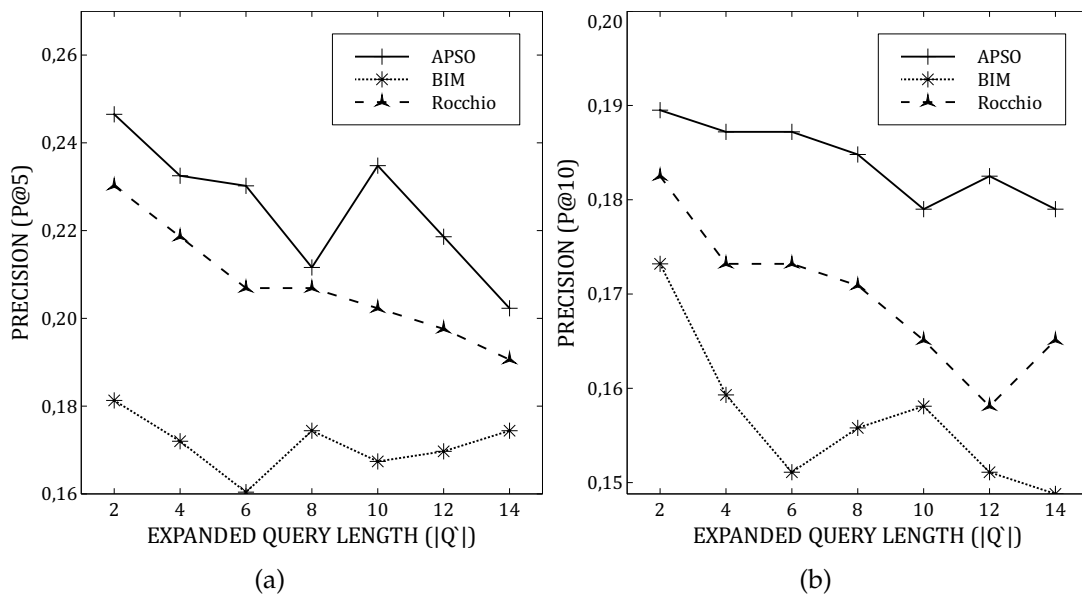 0,26
0,24
0,22
0,20
0,18
0,16
PRECISION (P@5)
APSO
BIM
Rocchio
2 4 6 8 10 12 14
EXPANDED QUERY LENGTH (|Q`|)
(a)
0,20
0,19
0,18
0,17
0,16
0,15
PRECISION (P@10)
APSO
BIM
Rocchio
2 4 6 8 10 12 14
EXPANDED QUERY LENGTH (|Q`|)
(b)